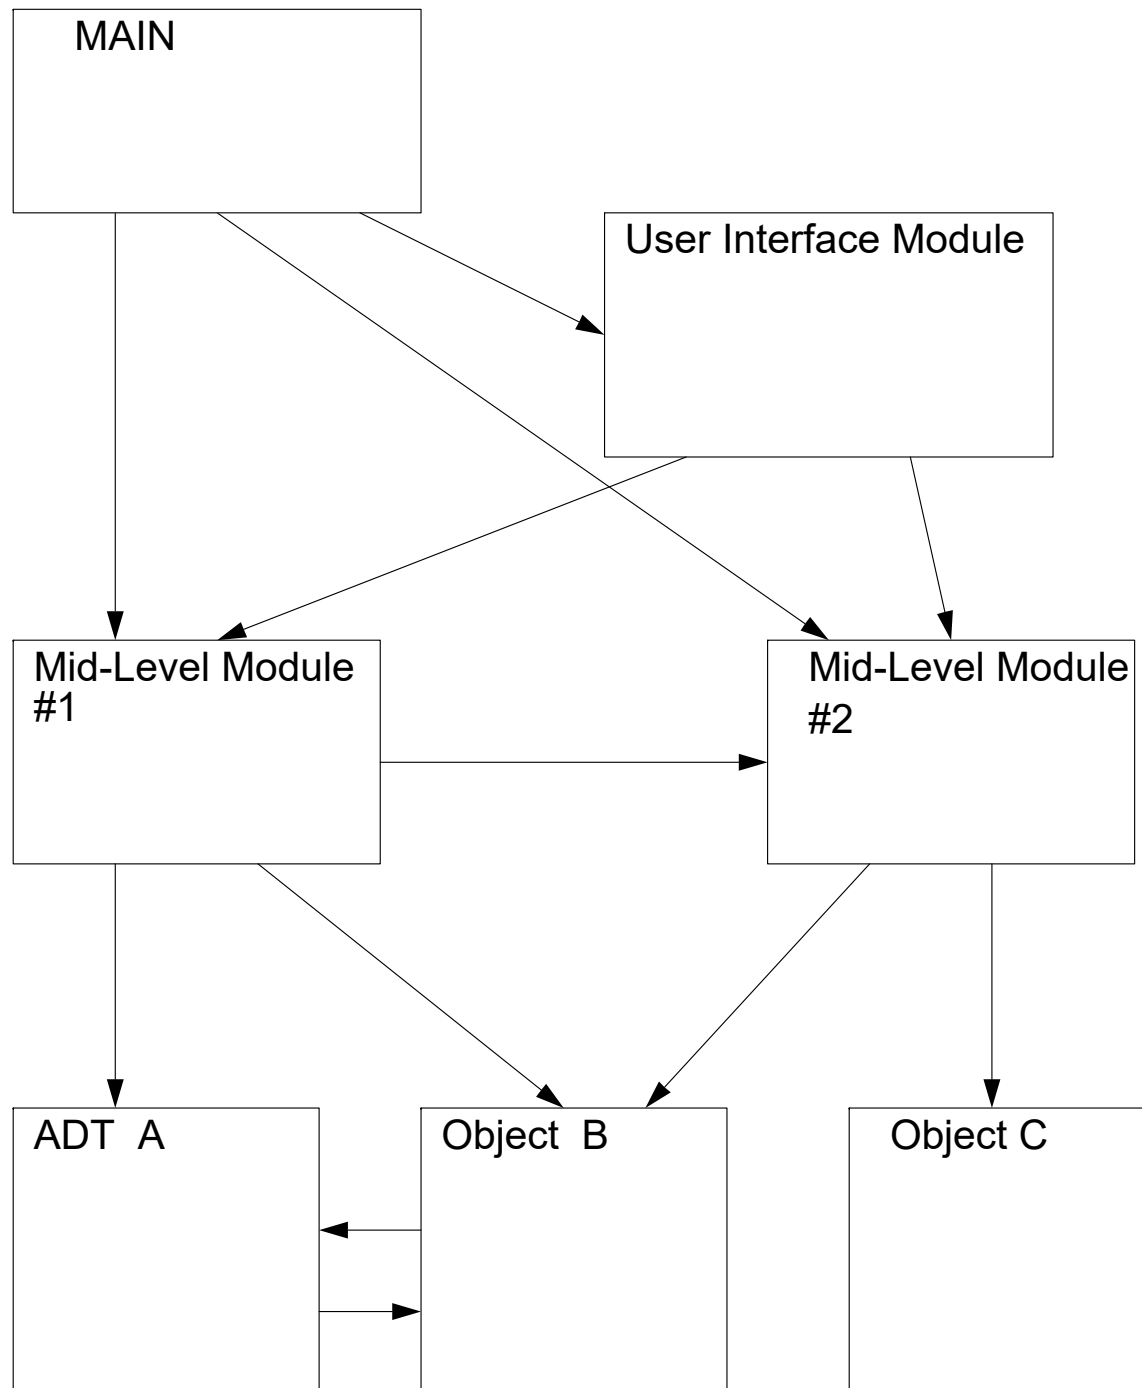 MAIN
User Interface Module
Mid-Level Module
#1
Mid-Level Module
#2
ADT A
Object B
Object C